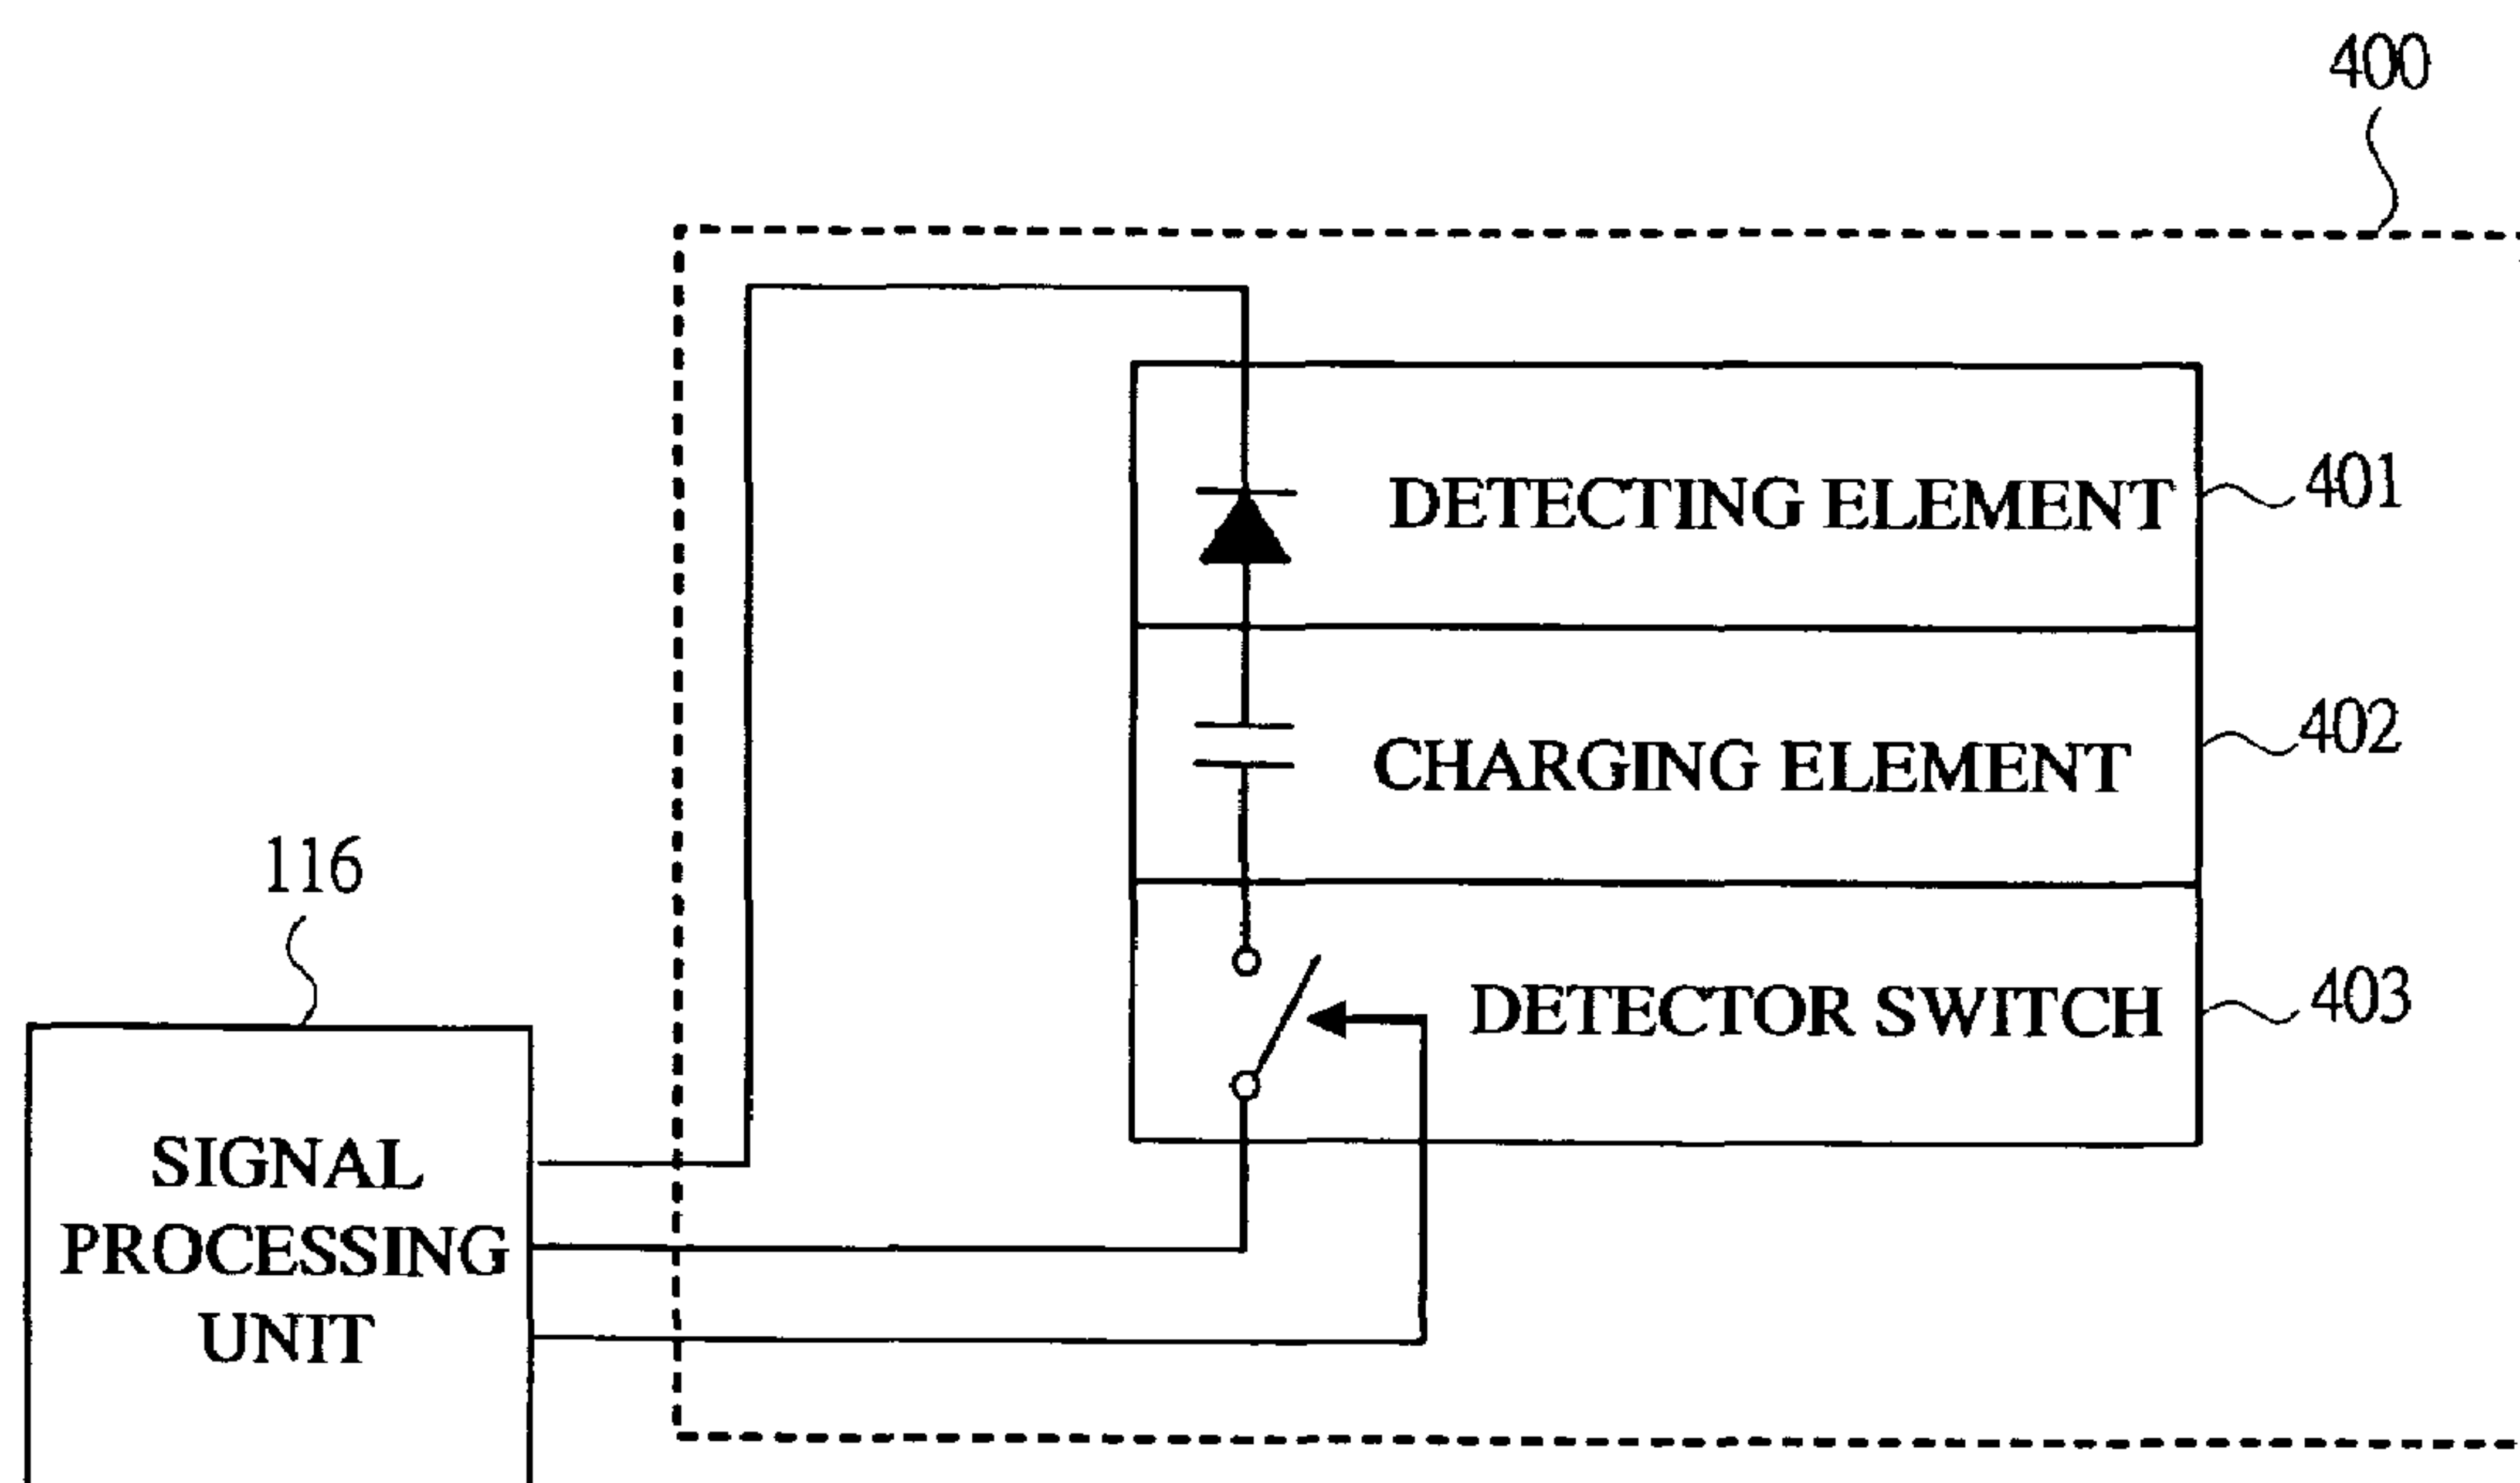 400
DETECTING ELEMENT
401
CHARGING ELEMENT
402
116
DETECTOR SWITCH
403
SIGNAL
PROCESSING
UNIT